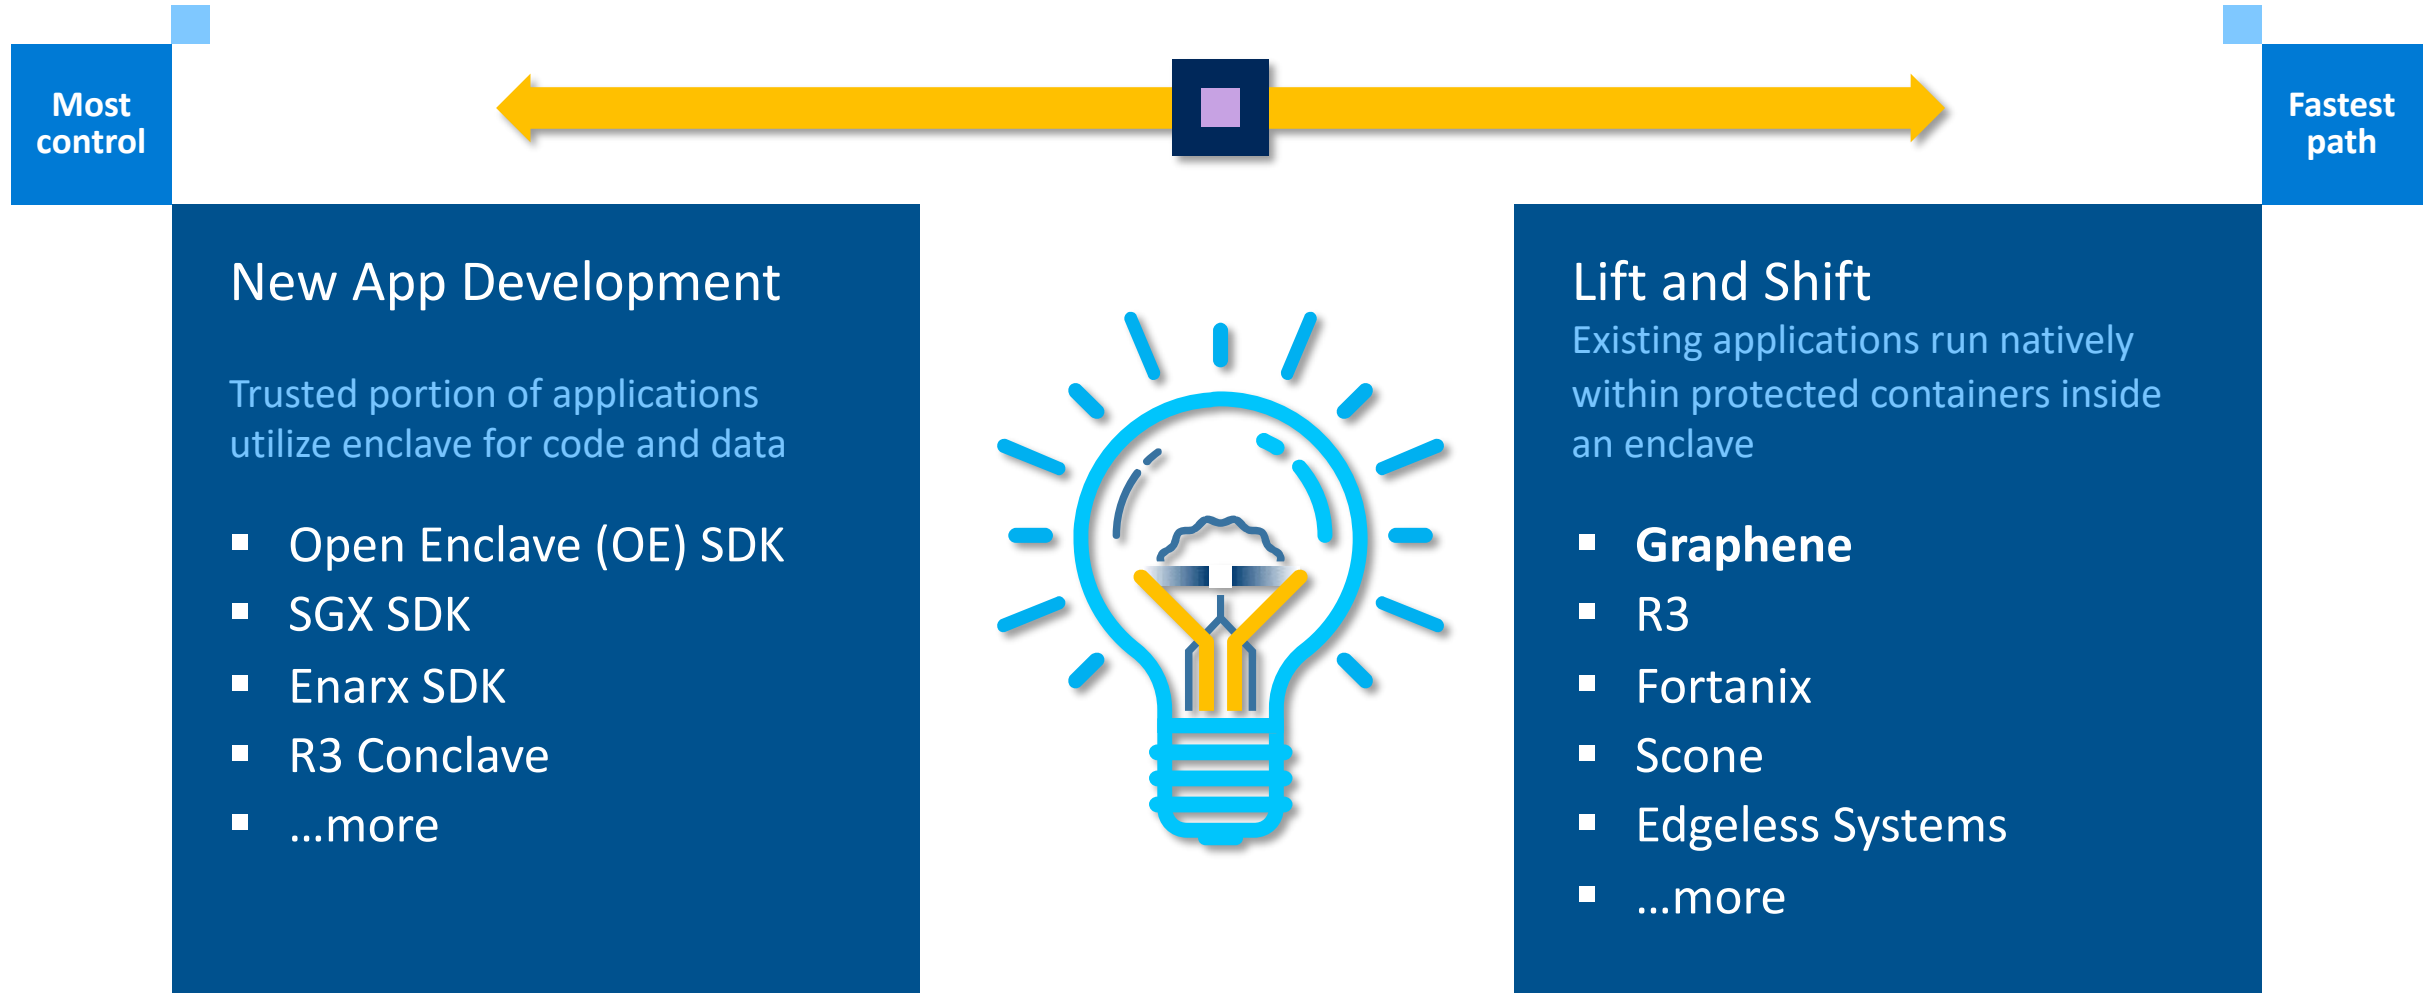 Most
control
Fastest
path
New App Development
Trusted portion of applications
utilize enclave for code and data
Open Enclave (OE) SDK
SGX SDK
Enarx SDK
R3 Conclave
...more
Lift and Shift
Existing applications run natively
within protected containers inside
an enclave
Graphene
R3
Fortanix
Scone
Edgeless Systems
...more